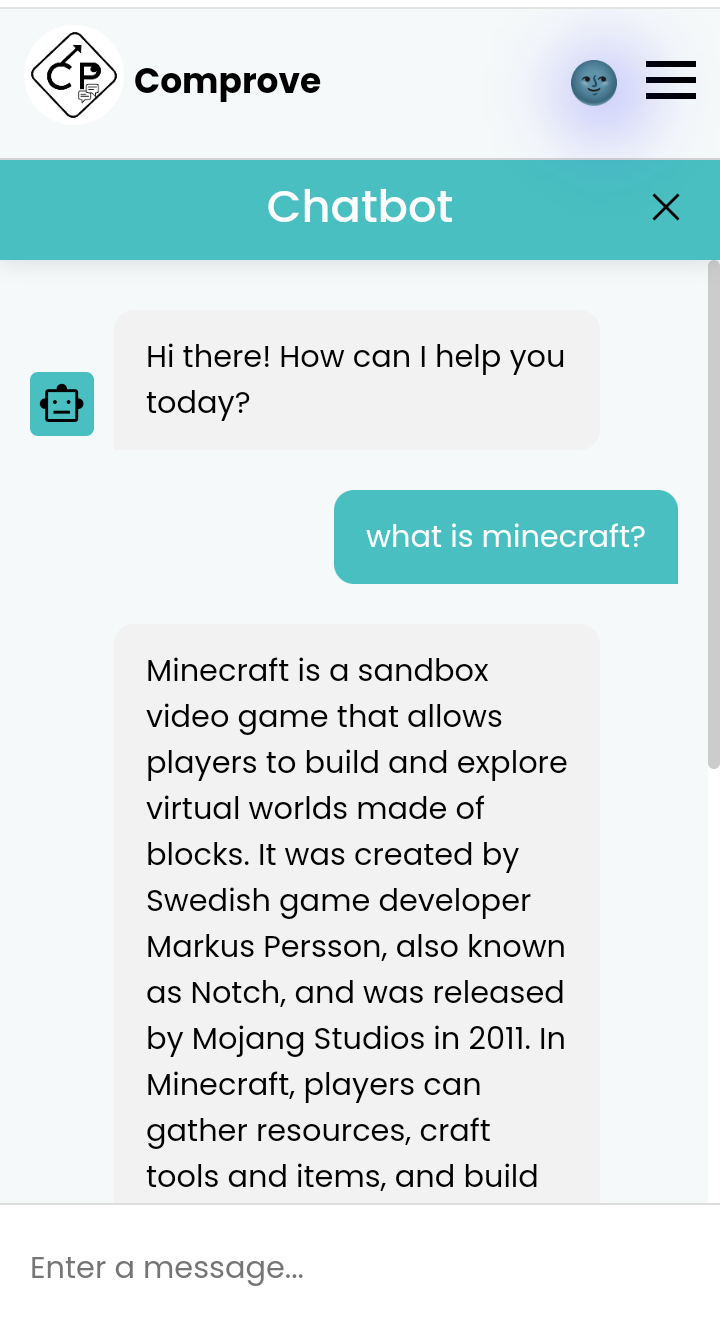 CP
Comprove
Chatbot
Hi there! How can I help you
today?
what is minecraft?
Minecraft is a sandbox
video game that allows
players to build and explore
virtual worlds made of
blocks. It was created by
Swedish game developer
Markus Persson, also known
as Notch, and was released
by Mojang Studios in 2011. In
Minecraft, players can
gather resources, craft
tools and items, and build
Enter a message...